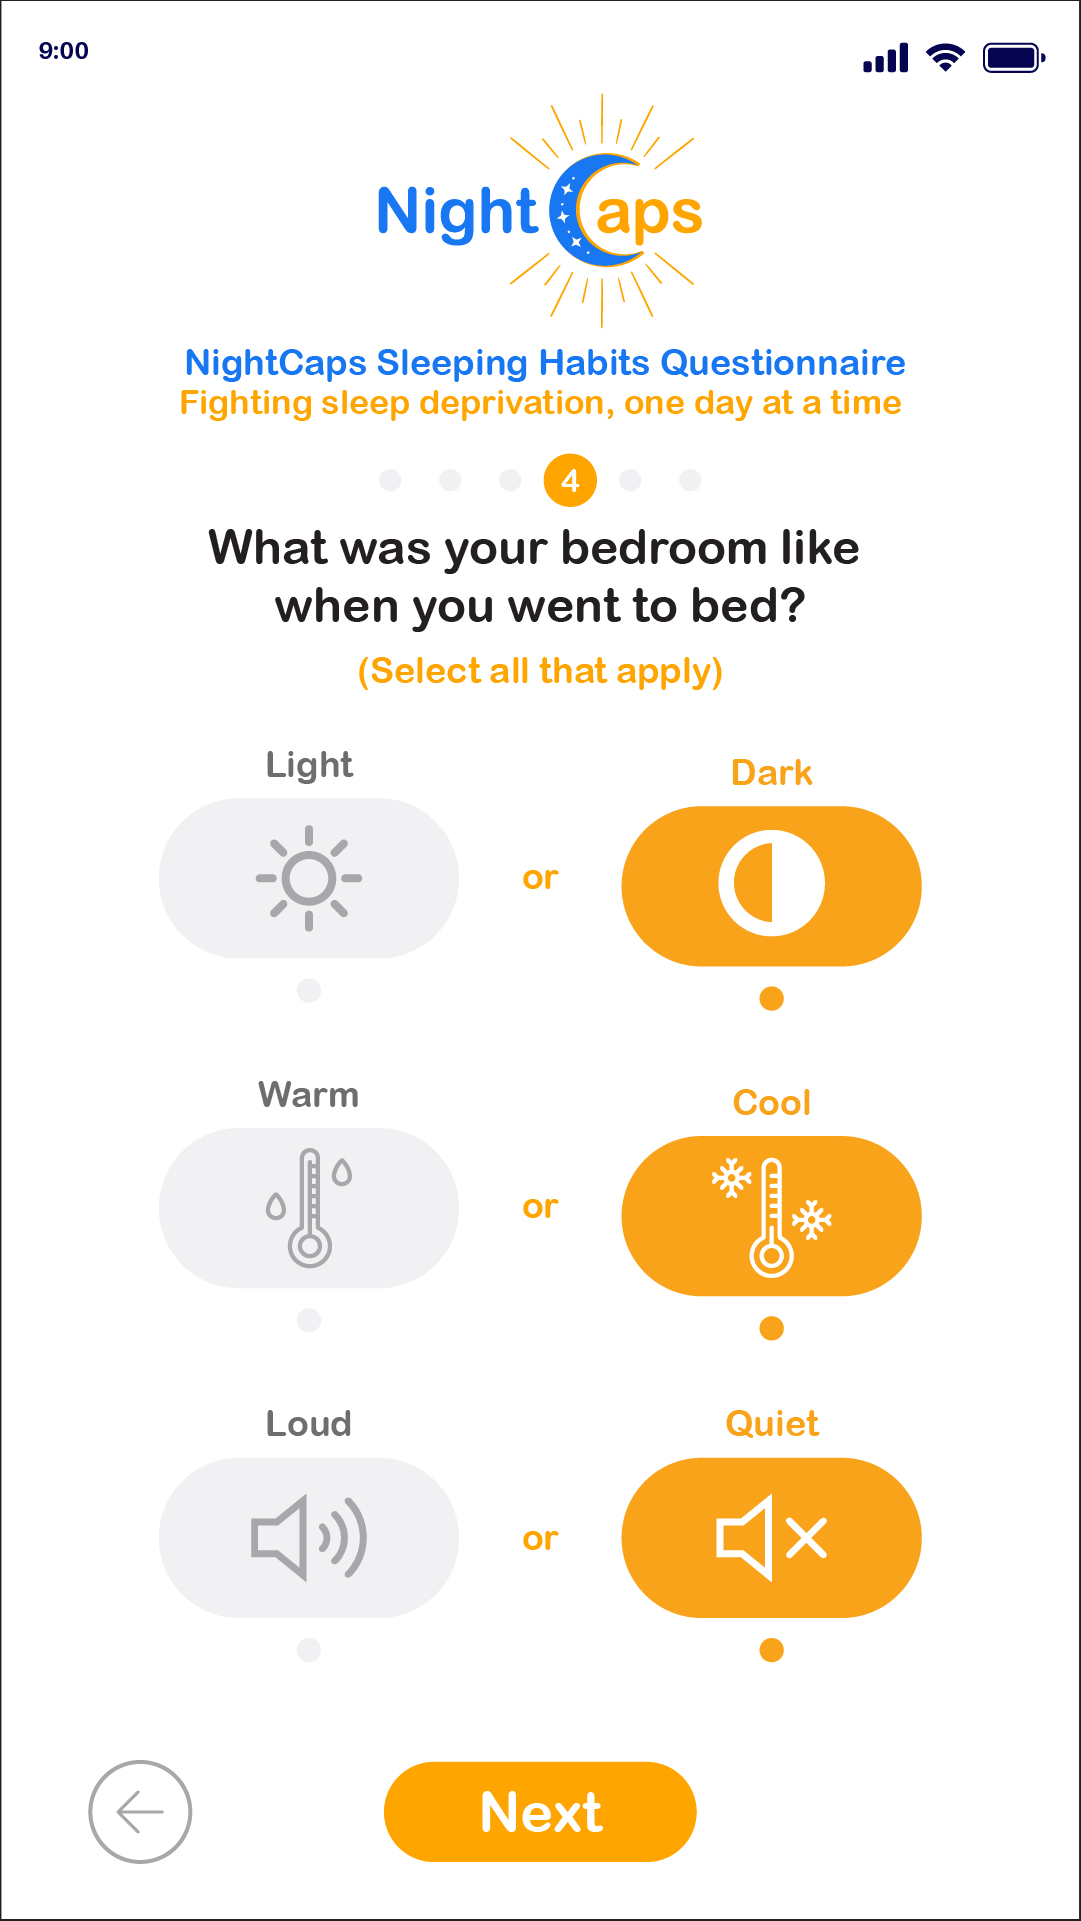 9:00
NightCaps
NightCaps Sleeping Habits Questionnaire
Fighting sleep deprivation, one day at a time
4
What was your bedroom like
when you went to bed?
(Select all that apply)
Light
Dark
or
Warm
Cool
or
Loud
Quiet
or
Next